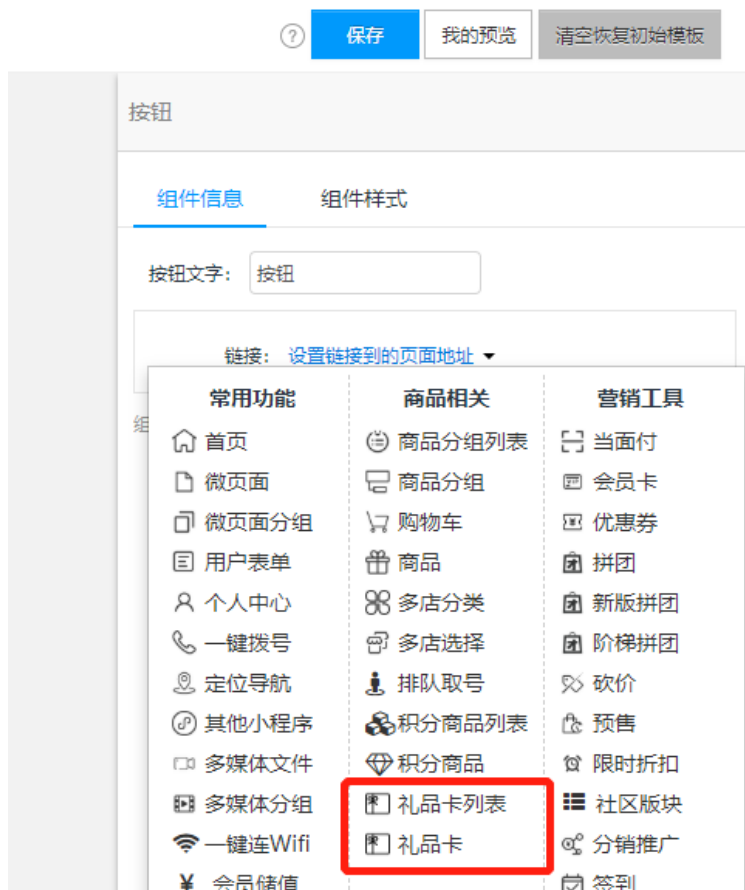 ?
保存
我的预览
清空恢复初始模板
按钮
组件信息
组件样式
按钮文字：
按钮
链接：
设置链接到的页面地址
组
常用功能
首页
微页面
微页面分组
用户表单
个人中心
一键拨号
定位导航
其他小程序
多媒体文件
多媒体分组
一键连Wifi
会员储值
商品相关
商品分组列表
商品分组
购物车
商品
多店分类
多店选择
排队取号
积分商品列表
积分商品
礼品卡列表
礼品卡
营销工具
当面付
会员卡
优惠券
拼团
新版拼团
阶梯拼团
砍价
预售
限时折扣
社区版块
分销推广
签到